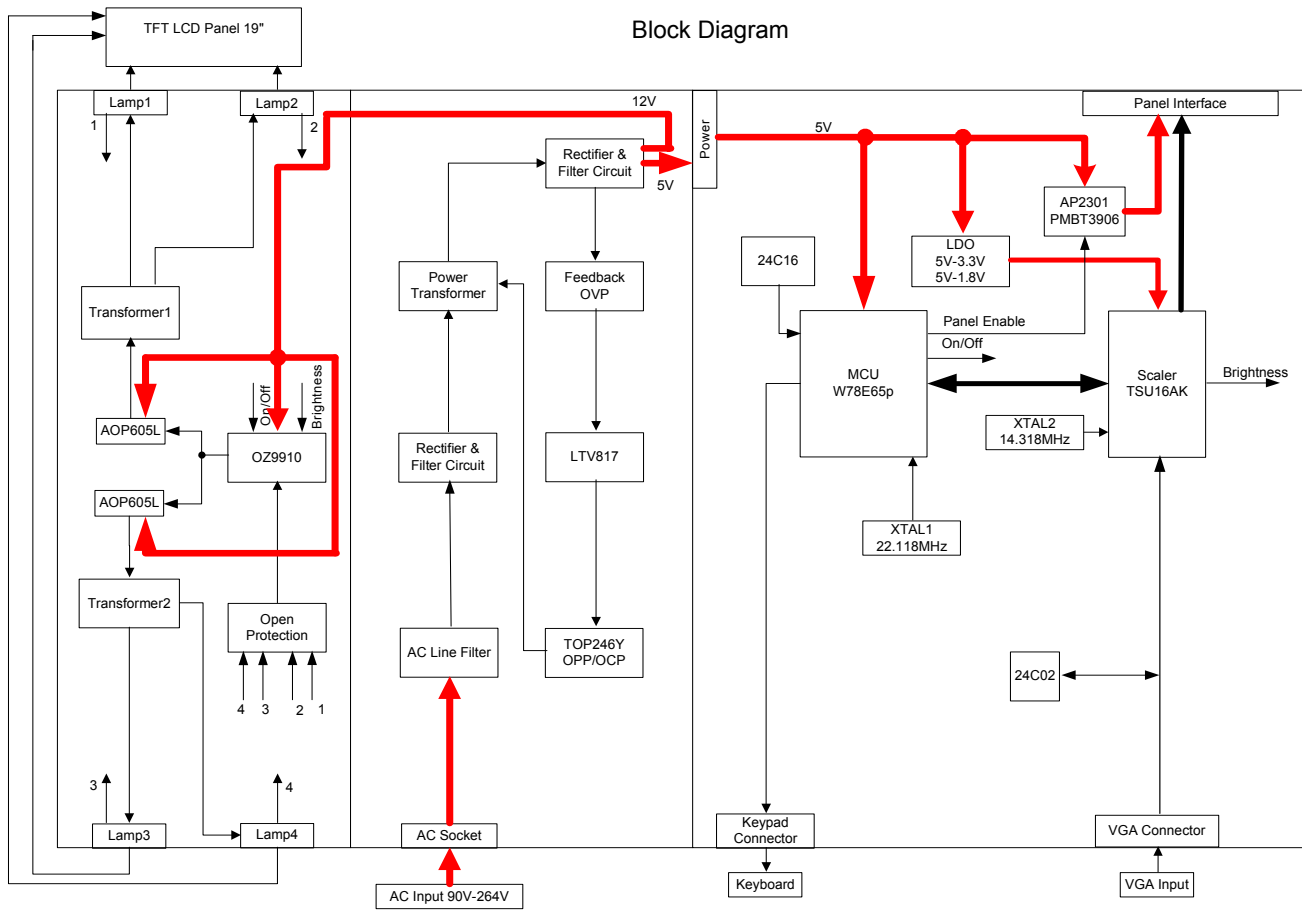 Block Diagram
TFT LCD Panel 19"
Lamp1
Lamp2
1
2
12V
Rectifier &
Filter Circuit
5V
Power
5V
Panel Interface
AP2301
PMBT3906
24C16
LDO
5V-3.3V
5V-1.8V
Power
Transformer
Feedback
OVP
Transformer1
Panel Enable
On/Off
MCU
W78E65p
Scaler
TSU16AK
Brightness
On/Off
Brightness
AOP605L
OZ9910
Rectifier &
Filter Circuit
LTV817
XTAL2
14.318MHz
AOP605L
XTAL1
22.118MHz
Transformer2
Open
Protection
AC Line Filter
TOP246Y
OPP/OCP
24C02
4
3
2
1
3
4
Lamp3
Lamp4
AC Socket
Keypad
Connector
VGA Connector
AC Input 90V-264V
Keyboard
VGA Input